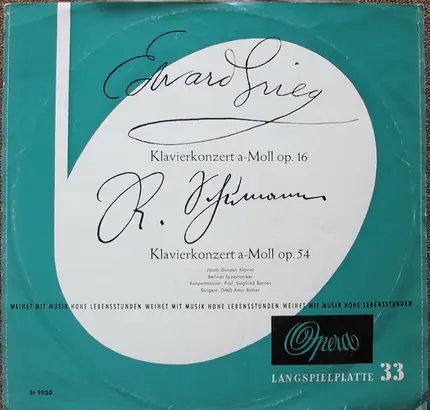 Edvard Grieg
Klavierkonzert a-Moll op. 16
R. Schumann
Klavierkonzert a-Moll op. 54
Jakob Gimpel, Klavier
Berliner Symphoniker
Konzertmeister: Prof. Siegfried Borries
Dirigent: GMD Artur Rother
WEIHET MIT MUSIK HOHE LEBENSSTUNDEN WEIHET MIT MUSIK HOHE LEBENSSTUNDEN WEIHET MIT MUSIK HOHE LEBENSSTUNDEN
Opera
LANGSPIELPLATTE 33
St 1930